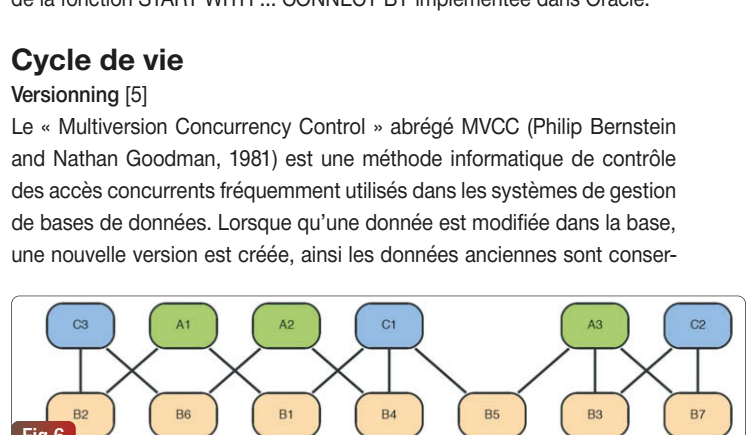 de la fonction START WITH ... CONNECT BY implémentée dans Oracle.
Cycle de vie
Versionning [5]
Le « Multiversion Concurrency Control » abrégé MVCC (Philip Bernstein
and Nathan Goodman, 1981) est une méthode informatique de contrôle
des accès concurrents fréquemment utilisés dans les systèmes de gestion
de bases de données. Lorsque qu'une donnée est modifiée dans la base,
une nouvelle version est créée, ainsi les données anciennes sont conser-
C3 A1 A2 C1 A3 C2
B2 B6 B1 B4 B5 B3 B7
Fig.6